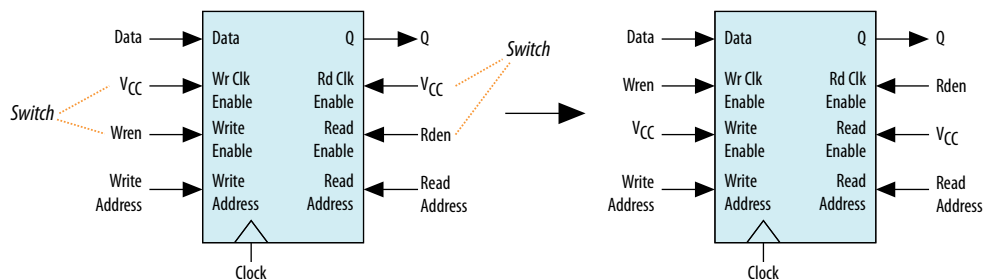 Data
Data
Q
Q
Switch
VCC
Wr Clk
Enable
Rd Clk
Enable
VCC
Switch
Wren
Write
Enable
Read
Enable
Rden
Write
Address
Write
Address
Read
Address
Read
Address
Clock
Data
Data
Q
Q
Wren
Wr Clk
Enable
Rd Clk
Enable
Rden
VCC
Write
Enable
Read
Enable
VCC
Write
Address
Write
Address
Read
Address
Read
Address
Clock